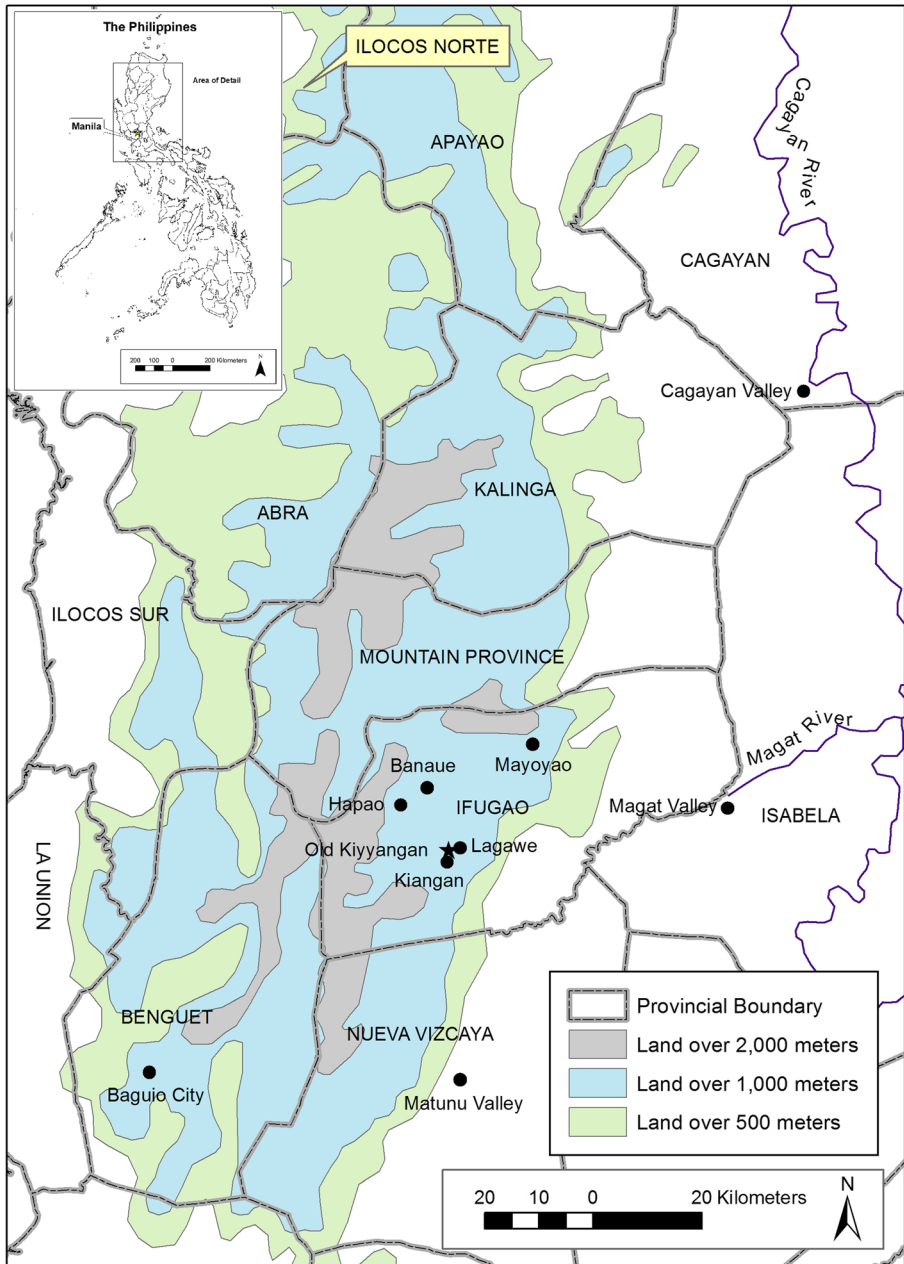 The Philippines
Area of Detail
Manila
200 100 0 200 Kilometers
N
ILOCOS NORTE
APAYAO
Cagayan River
CAGAYAN
Cagayan Valley
KALINGA
ABRA
ILOCOS SUR
MOUNTAIN PROVINCE
Magat River
Mayoyao
Banaue
Hapao
IFUGAO
Magat Valley
ISABELA
Old Kiyyangan
Lagawe
Kiangan
LA UNION
BENGUET
NUEVA VIZCAYA
Baguio City
Matunu Valley
Provincial Boundary
Land over 2,000 meters
Land over 1,000 meters
Land over 500 meters
20 10 0 20 Kilometers
N